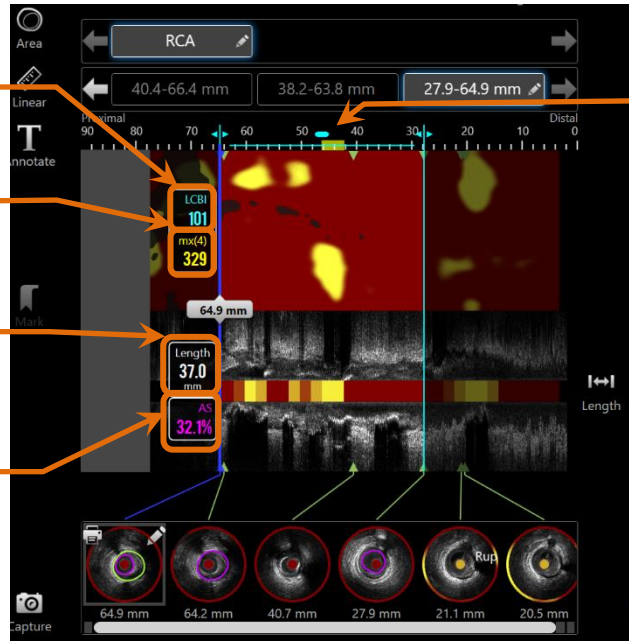 Area
RCA
Linear
40.4-66.4 mm
38.2-63.8 mm
27.9-64.9 mm
Proximal
Distal
90 80 70 60 50 40 30 20 10 0
T
Annotate
LCBI
101
mx(4)
329
Mark
64.9 mm
Length
37.0
mm
AS
32.1%
Length
Rup
64.9 mm
64.2 mm
40.7 mm
27.9 mm
21.1 mm
20.5 mm
Capture